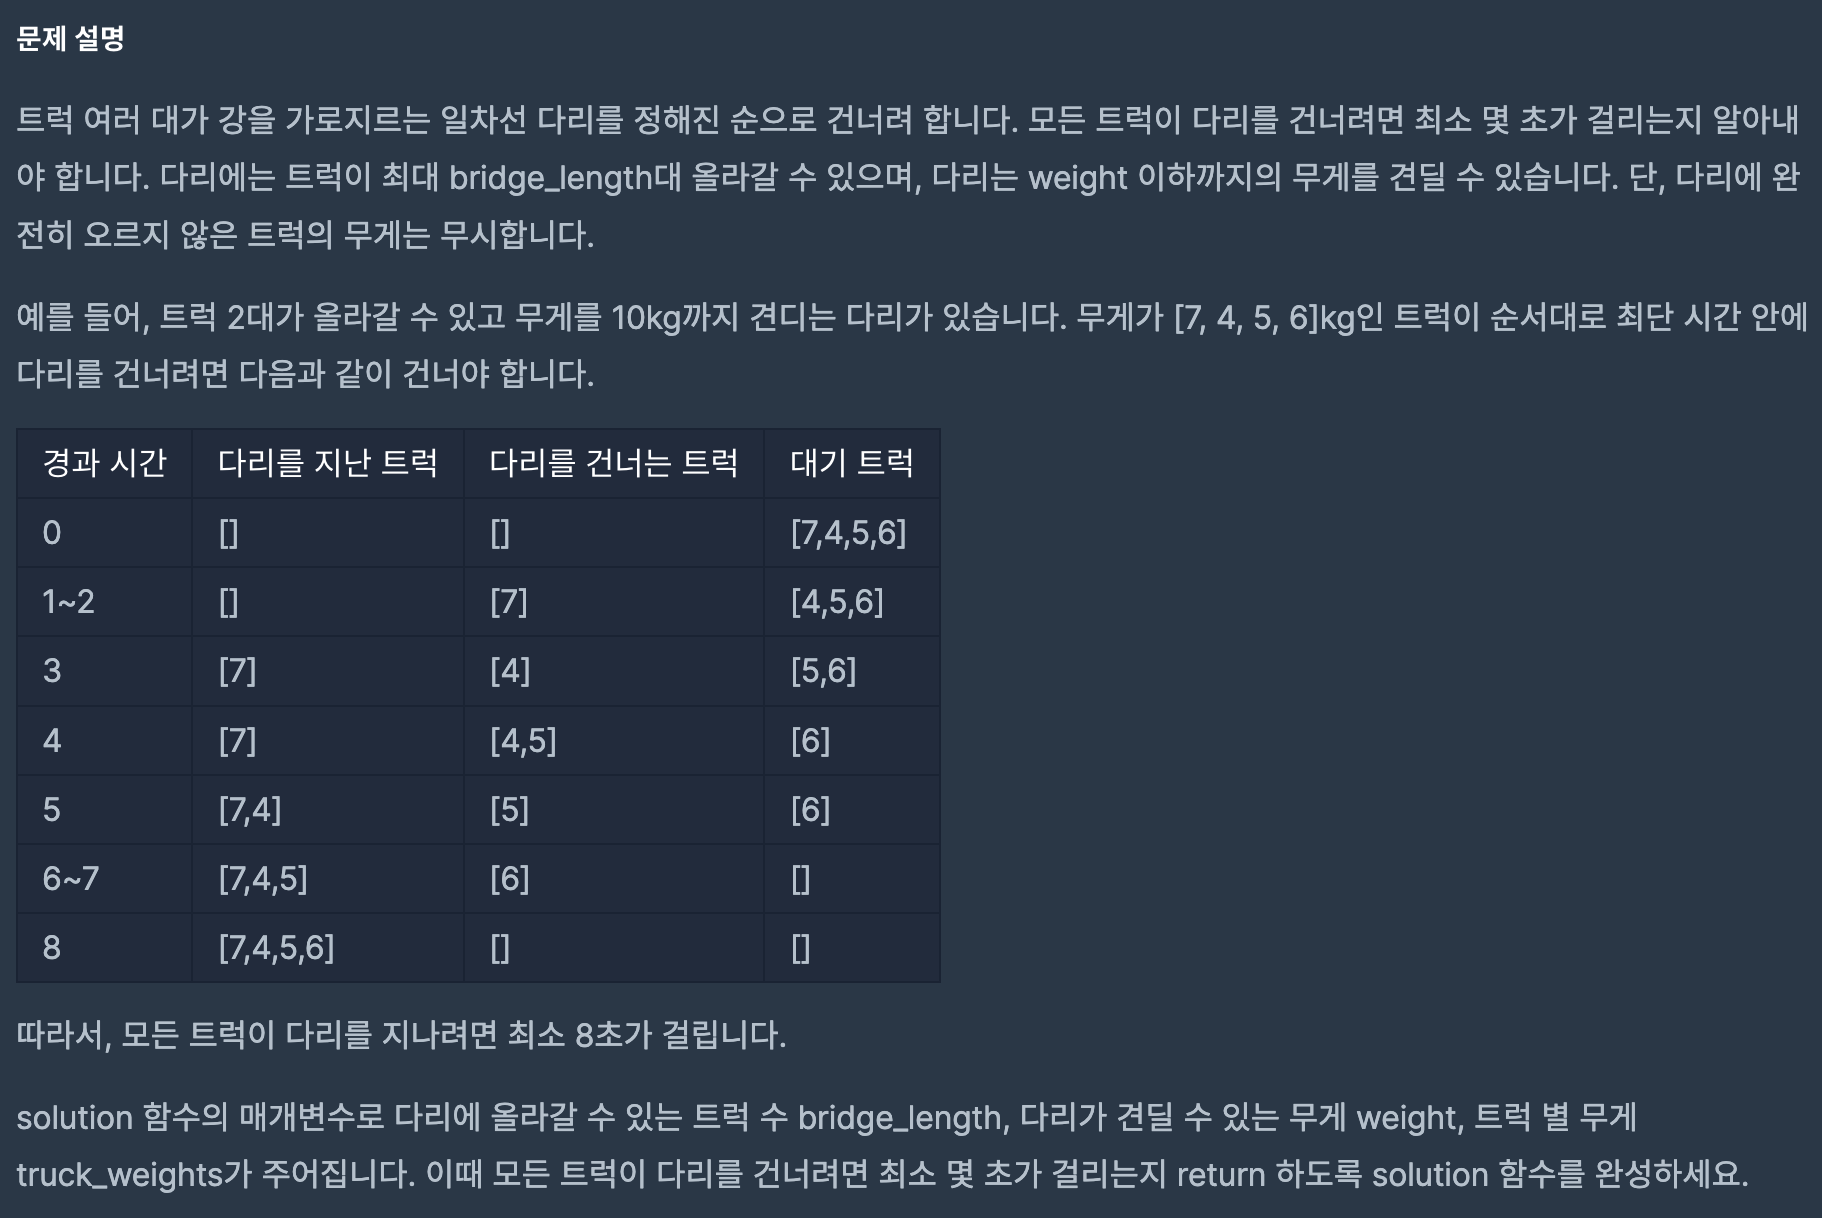 문제 설명
트럭 여러 대가 강을 가로지르는 일차선 다리를 정해진 순으로 건너려 합니다. 모든 트럭이 다리를 건너려면 최소 몇 초가 걸리는지 알아내
야 합니다. 다리에는 트럭이 최대 bridge_length대 올라갈 수 있으며, 다리는 weight 이하까지의 무게를 견딜 수 있습니다. 단, 다리에 완
전히 오르지 않은 트럭의 무게는 무시합니다.
예를 들어, 트럭 2대가 올라갈 수 있고 무게를 10kg까지 견디는 다리가 있습니다. 무게가 [7, 4, 5, 6]kg인 트럭이 순서대로 최단 시간 안에
다리를 건너려면 다음과 같이 건너야 합니다.
경과 시간 다리를 지난 트럭 다리를 건너는 트럭 대기 트럭
0 [] [] [7,4,5,6]
1~2 [] [7] [4,5,6]
3 [7] [4] [5,6]
4 [7] [4,5] [6]
5 [7,4] [5] [6]
6~7 [7,4,5] [6] []
8 [7,4,5,6] [] []
따라서, 모든 트럭이 다리를 지나려면 최소 8초가 걸립니다.
solution 함수의 매개변수로 다리에 올라갈 수 있는 트럭 수 bridge_length, 다리가 견딜 수 있는 무게 weight, 트럭 별 무게
truck_weights가 주어집니다. 이때 모든 트럭이 다리를 건너려면 최소 몇 초가 걸리는지 return 하도록 solution 함수를 완성하세요.